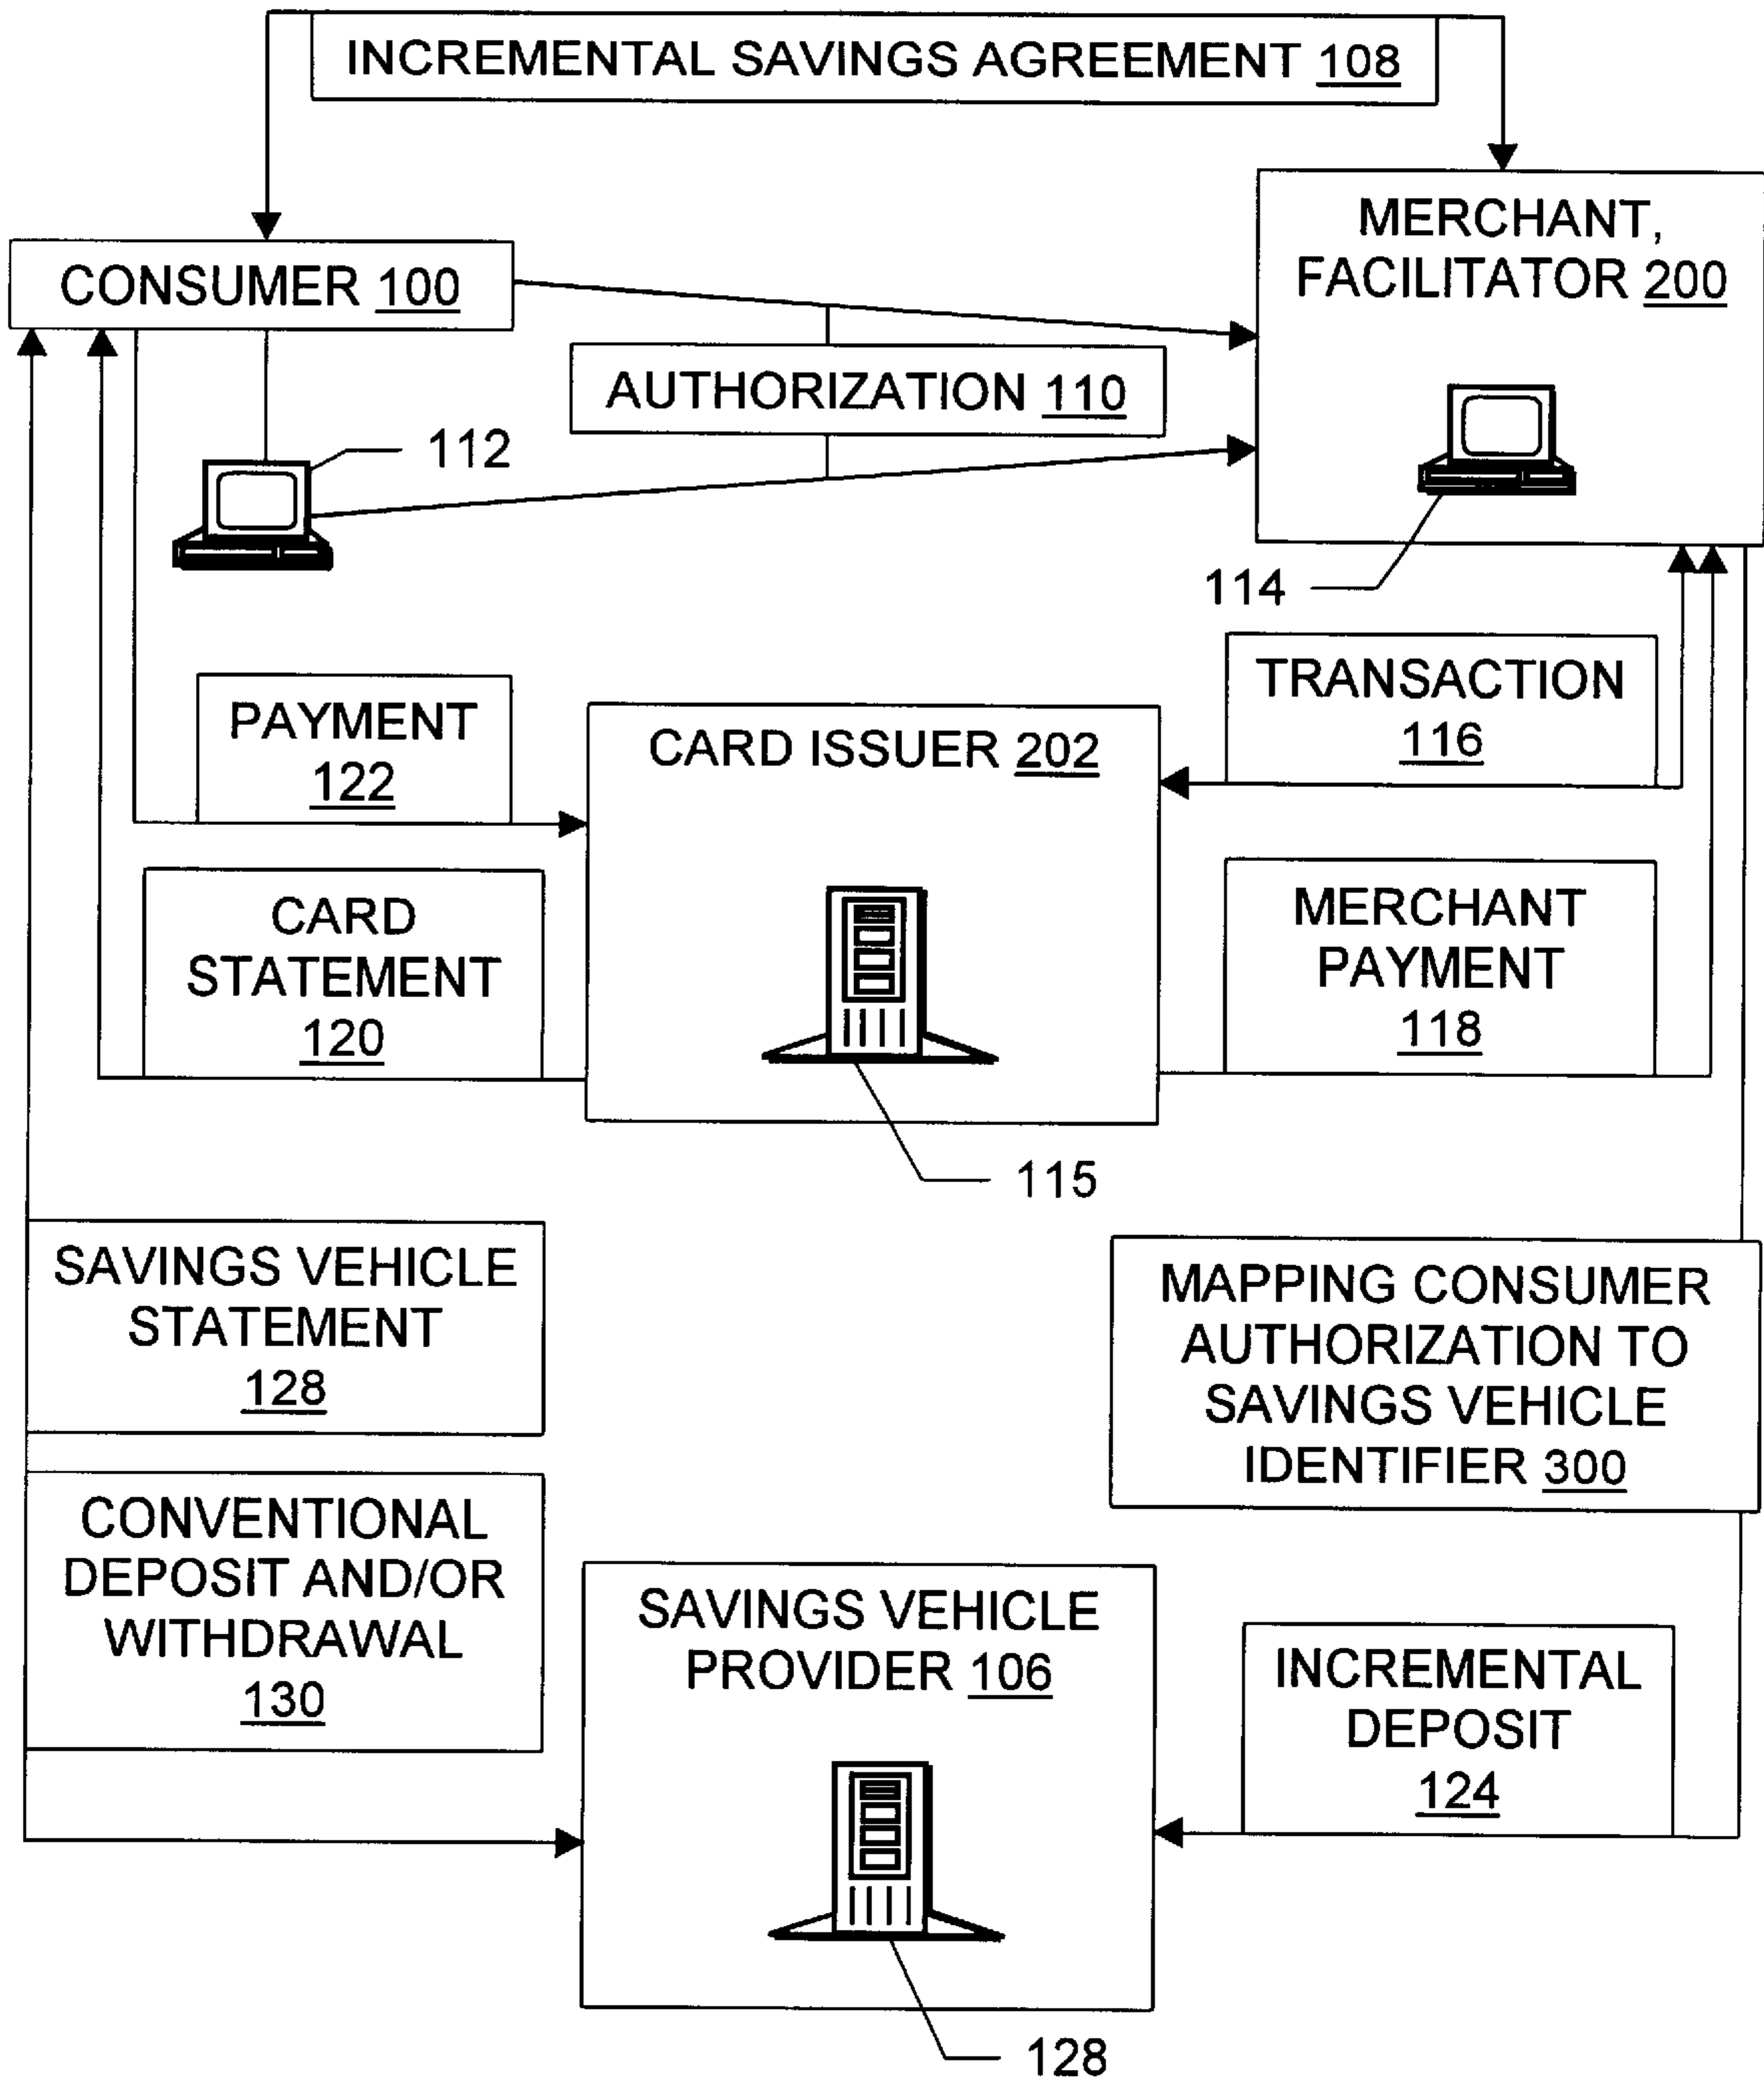 INCREMENTAL SAVINGS AGREEMENT 108
MERCHANT,
FACILITATOR 200
CONSUMER 100
AUTHORIZATION 110
112
114
TRANSACTION
116
PAYMENT
122
CARD ISSUER 202
CARD
STATEMENT
120
MERCHANT
PAYMENT
118
115
SAVINGS VEHICLE
STATEMENT
128
MAPPING CONSUMER
AUTHORIZATION TO
SAVINGS VEHICLE
IDENTIFIER 300
CONVENTIONAL
DEPOSIT AND/OR
WITHDRAWAL
130
SAVINGS VEHICLE
PROVIDER 106
INCREMENTAL
DEPOSIT
124
128